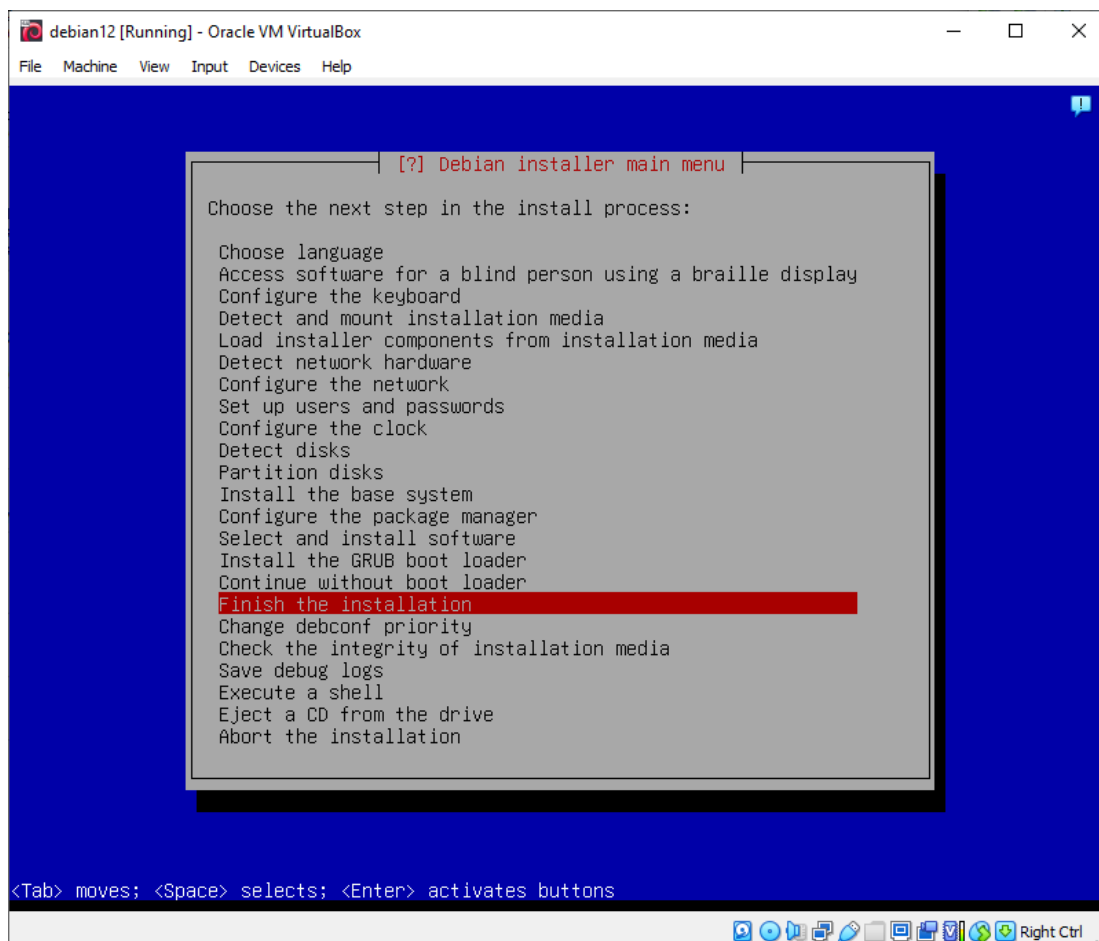 debian12 [Running] - Oracle VM VirtualBox
File Machine View Input Devices Help
[?] Debian installer main menu
Choose the next step in the install process:
Choose language
Access software for a blind person using a braille display
Configure the keyboard
Detect and mount installation media
Load installer components from installation media
Detect network hardware
Configure the network
Set up users and passwords
Configure the clock
Detect disks
Partition disks
Install the base system
Configure the package manager
Select and install software
Install the GRUB boot loader
Continue without boot loader
Finish the installation
Change debconf priority
Check the integrity of installation media
Save debug logs
Execute a shell
Eject a CD from the drive
Abort the installation
<Tab> moves; <Space> selects; <Enter> activates buttons
Right Ctrl